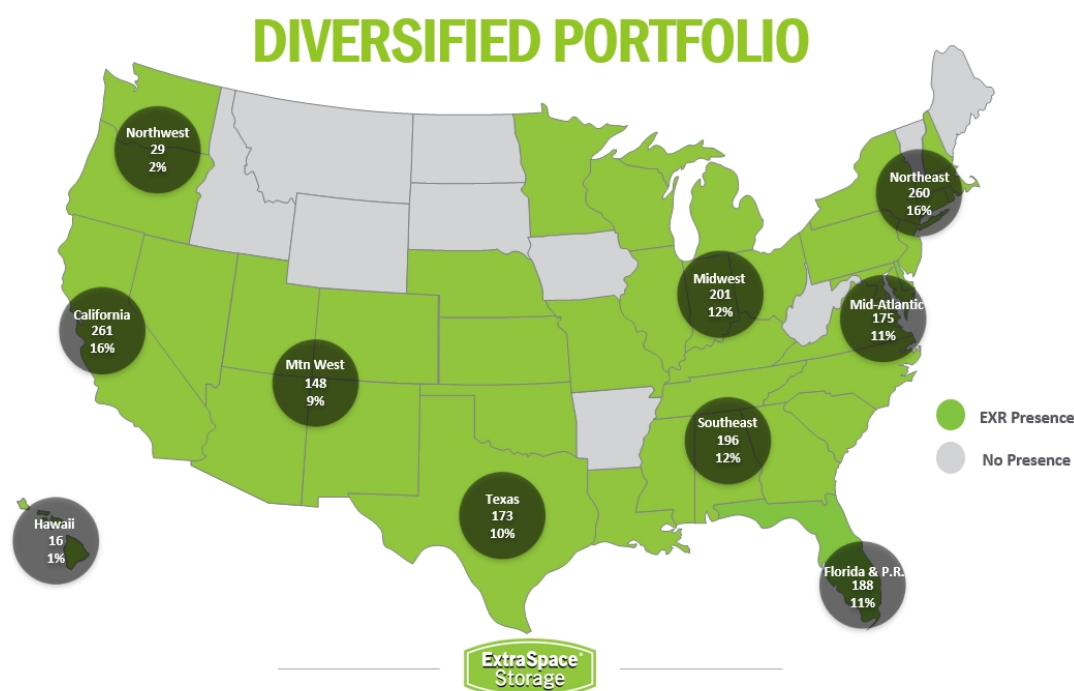 DIVERSIFIED PORTFOLIO
Northwest
29
2%
Northeast
260
16%
Midwest
201
12%
Mid-Atlantic
175
11%
California
261
16%
Mtn West
148
9%
EXR Presence
No Presence
Southeast
196
12%
Texas
173
10%
Hawaii
16
1%
Florida & P.R.
188
11%
ExtraSpace®
Storage